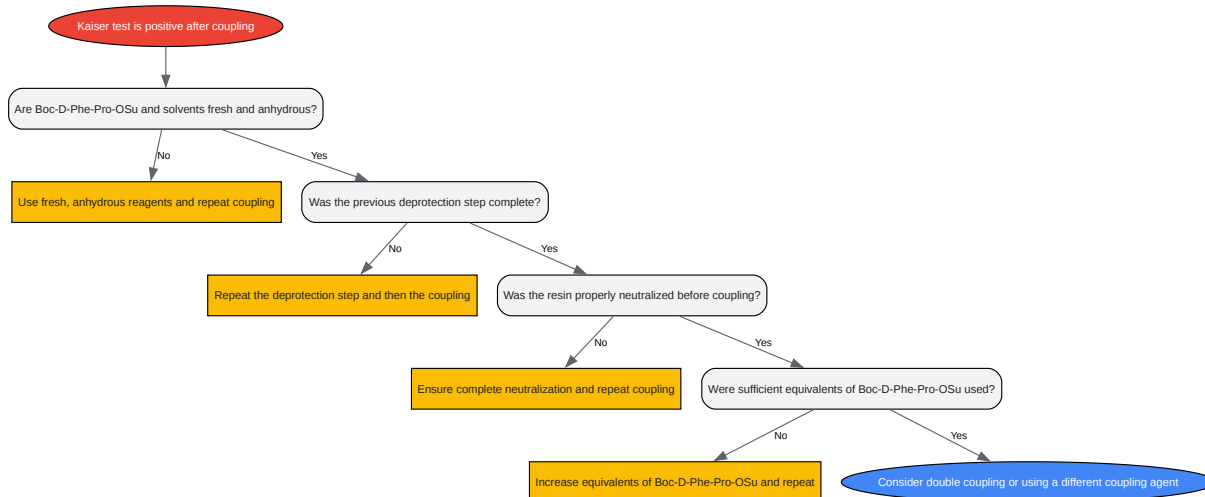 Kaiser test is positive after coupling
Are Boc-D-Phe-Pro-OSu and solvents fresh and anhydrous?
No
Yes
Use fresh, anhydrous reagents and repeat coupling
Was the previous deprotection step complete?
No
Yes
Repeat the deprotection step and then the coupling
Was the resin properly neutralized before coupling?
No
Yes
Ensure complete neutralization and repeat coupling
Were sufficient equivalents of Boc-D-Phe-Pro-OSu used?
No
Yes
Increase equivalents of Boc-D-Phe-Pro-OSu and repeat
Consider double coupling or using a different coupling agent